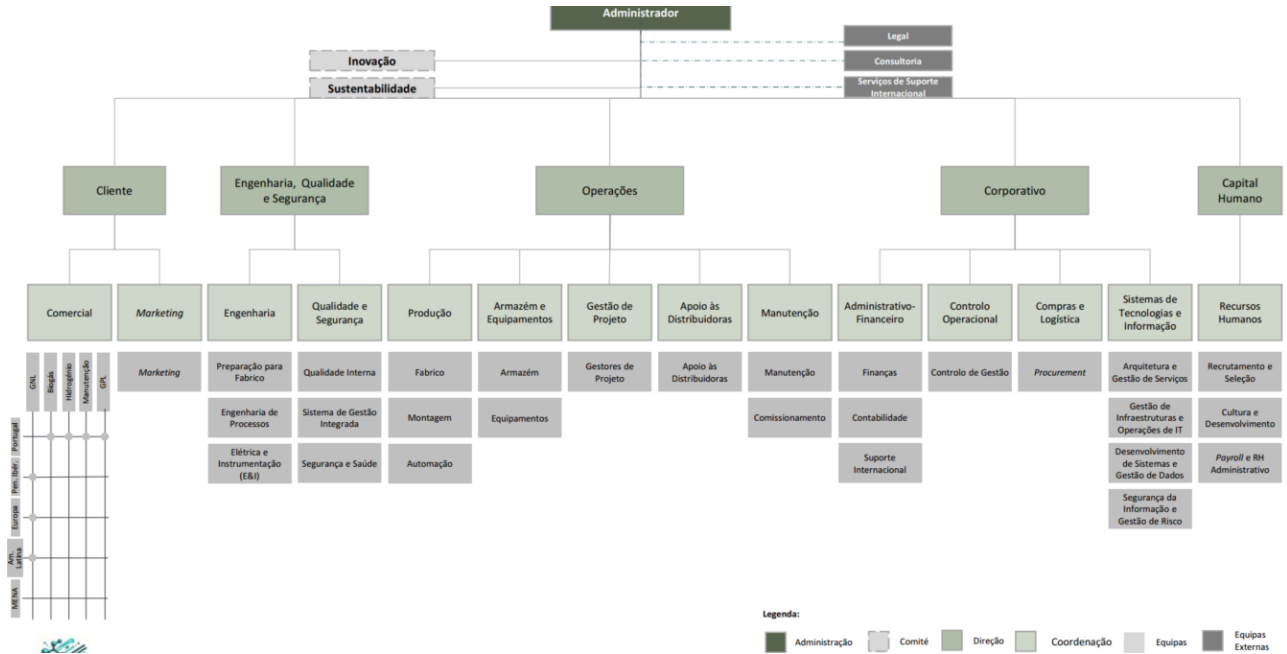 Administrador
Legal
Inovação
Consultoria
Sustentabilidade
Serviços de Suporte
Internacional
Cliente
Engenharia, Qualidade
e Segurança
Operações
Corporativo
Capital
Humano
Comercial
Marketing
Engenharia
Qualidade e
Segurança
Produção
Armazém e
Equipamentos
Gestão de
Projeto
Apoio às
Distribuidoras
Manutenção
Administrativo-
Financeiro
Controlo
Operacional
Compras e
Logística
Sistemas de
Tecnologias e
Informação
Recursos
Humanos
GNL
Biogás
Hidrogénio
Manutenção
GPL
Portugal
Pen. Ibér.
Europa
Am.
Latina
MENA
Marketing
Preparação para
Fabrico
Engenharia de
Processos
Elétrica e
Instrumentação
(E&I)
Qualidade Interna
Sistema de Gestão
Integrada
Segurança e Saúde
Fabrico
Montagem
Automação
Armazém
Equipamentos
Gestores de
Projeto
Apoio às
Distribuidoras
Manutenção
Comissionamento
Finanças
Contabilidade
Suporte
Internacional
Controlo de Gestão
Procurement
Arquitetura e
Gestão de Serviços
Gestão de
Infraestruturas e
Operações de IT
Desenvolvimento
de Sistemas e
Gestão de Dados
Segurança da
Informação e
Gestão de Risco
Recrutamento e
Seleção
Cultura e
Desenvolvimento
Payroll e RH
Administrativo
Legenda:
Administração
Comité
Direção
Coordenação
Equipas
Equipas
Externas